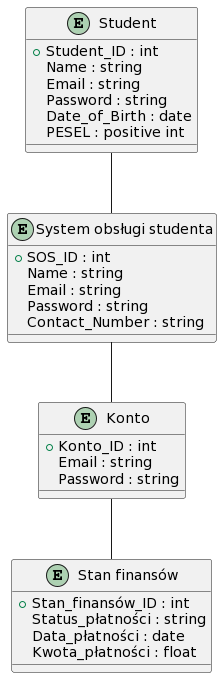 E Student
Student_ID : int
Name : string
Email : string
Password : string
Date_of_Birth : date
PESEL : positive int
E System obsługi studenta
SOS_ID : int
Name : string
Email : string
Password : string
Contact_Number : string
E Konto
Konto_ID : int
Email : string
Password : string
E Stan finansów
Stan_finansów_ID : int
Status_płatności : string
Data_płatności : date
Kwota_płatności : float